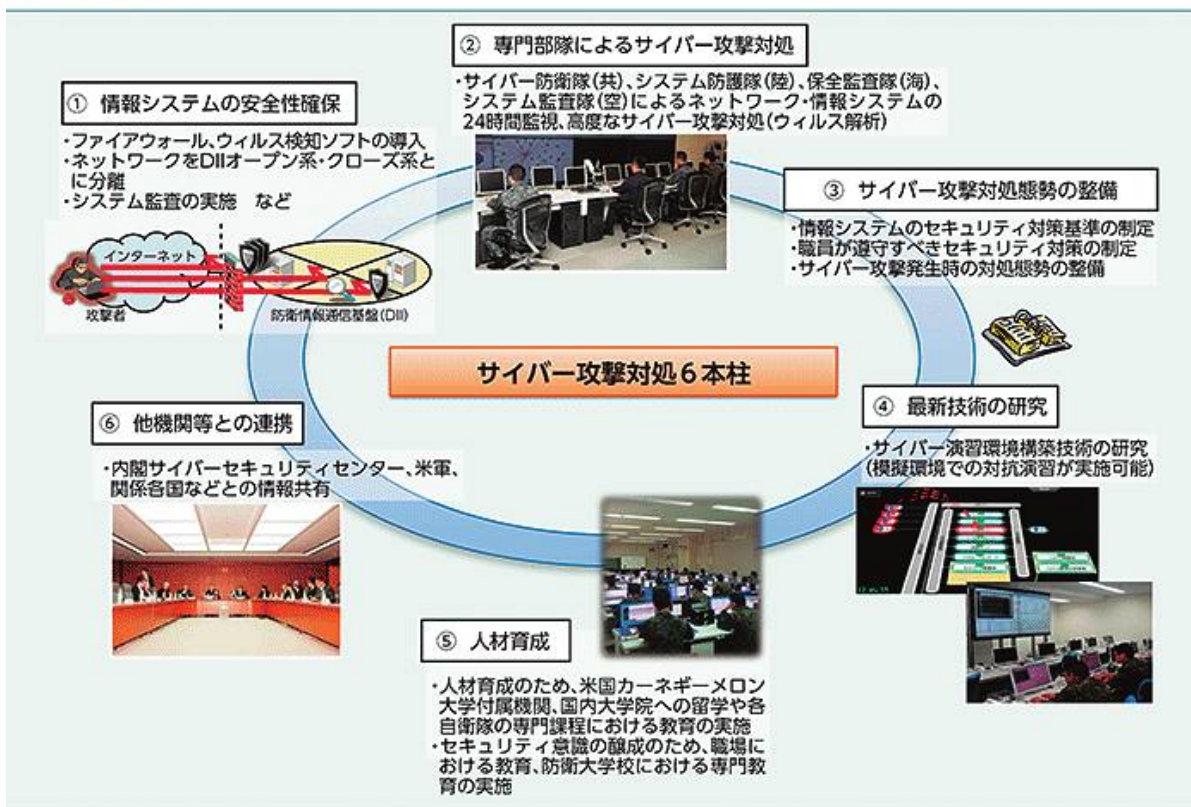 ① 情報システムの安全性確保
・ファイアウォール、ウィルス検知ソフトの導入
・ネットワークをDIIオープン系・クローズ系と
に分離
・システム監査の実施　など
インターネット
攻撃者
防衛情報通信基盤(DII)
② 専門部隊によるサイバー攻撃対処
・サイバー防衛隊(共)、システム防護隊(陸)、保全監査隊(海)、
システム監査隊(空)によるネットワーク・情報システムの
24時間監視、高度なサイバー攻撃対処(ウィルス解析)
③ サイバー攻撃対処態勢の整備
・情報システムのセキュリティ対策基準の制定
・職員が遵守すべきセキュリティ対策の制定
・サイバー攻撃発生時の対処態勢の整備
サイバー攻撃対処6本柱
④ 最新技術の研究
・サイバー演習環境構築技術の研究
(模擬環境での対抗演習が実施可能)
⑤ 人材育成
・人材育成のため、米国カーネギーメロン
大学付属機関、国内大学院への留学や各
自衛隊の専門課程における教育の実施
・セキュリティ意識の醸成のため、職場に
おける教育、防衛大学校における専門教
育の実施
⑥ 他機関等との連携
・内閣サイバーセキュリティセンター、米軍、
関係各国などとの情報共有